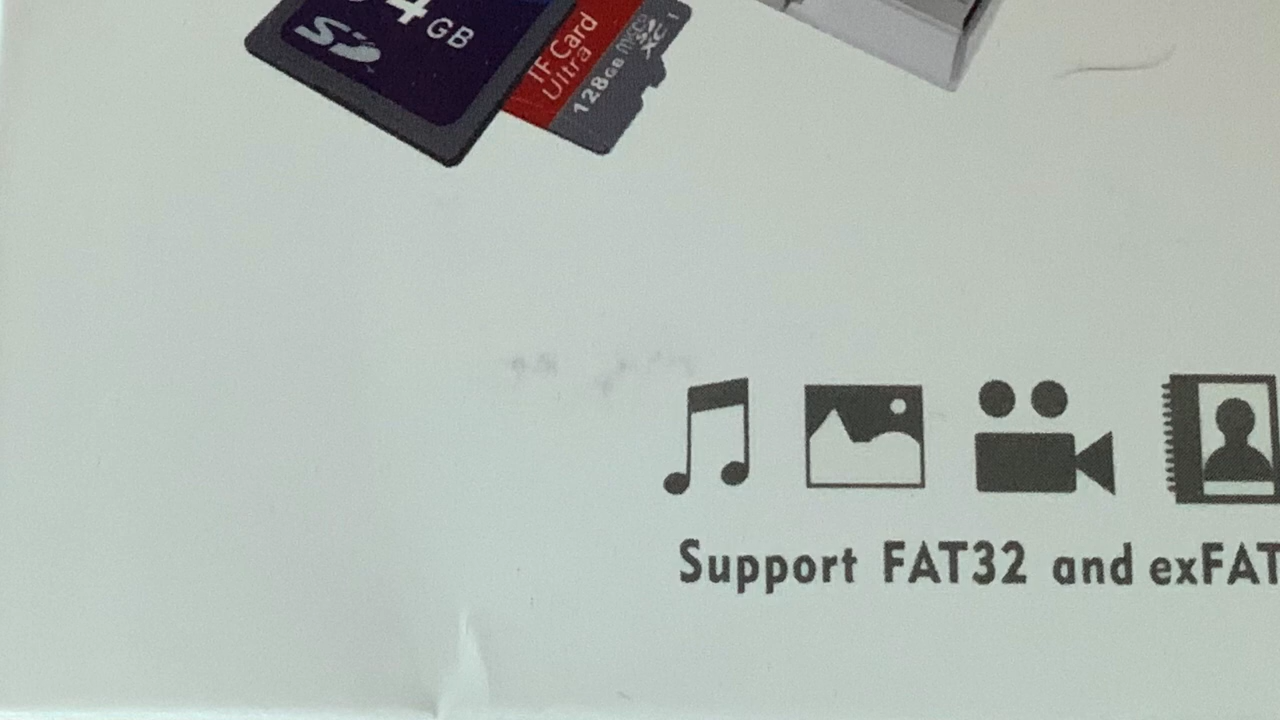 4GB
SD
TF Card
Ultra
128GB micro
XC I
Support FAT32 and exFAT